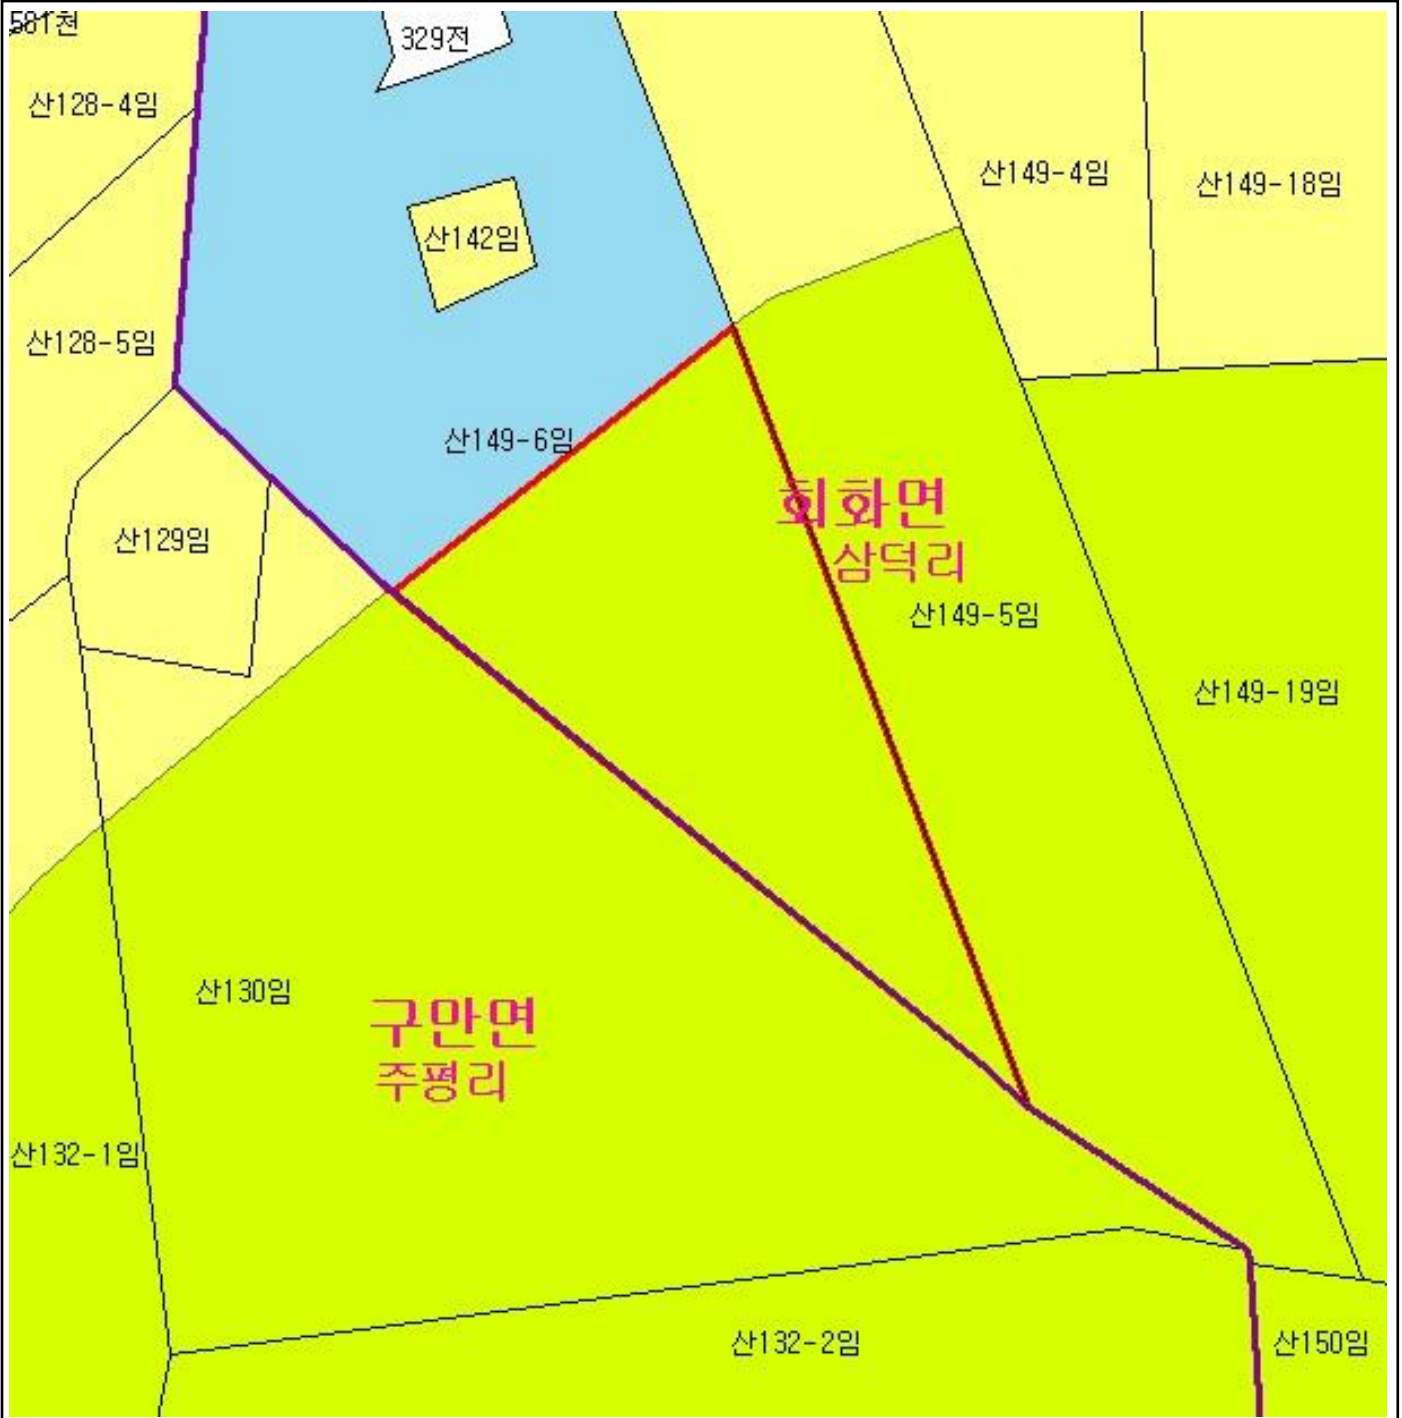 581천
329전
산128-4임
산149-4임
산149-18임
산142임
산128-5임
산149-6임
회화면
산129임
삼덕리
산149-5임
산149-19임
산130임
구만면
주평리
산132-1임
산132-2임
산150임